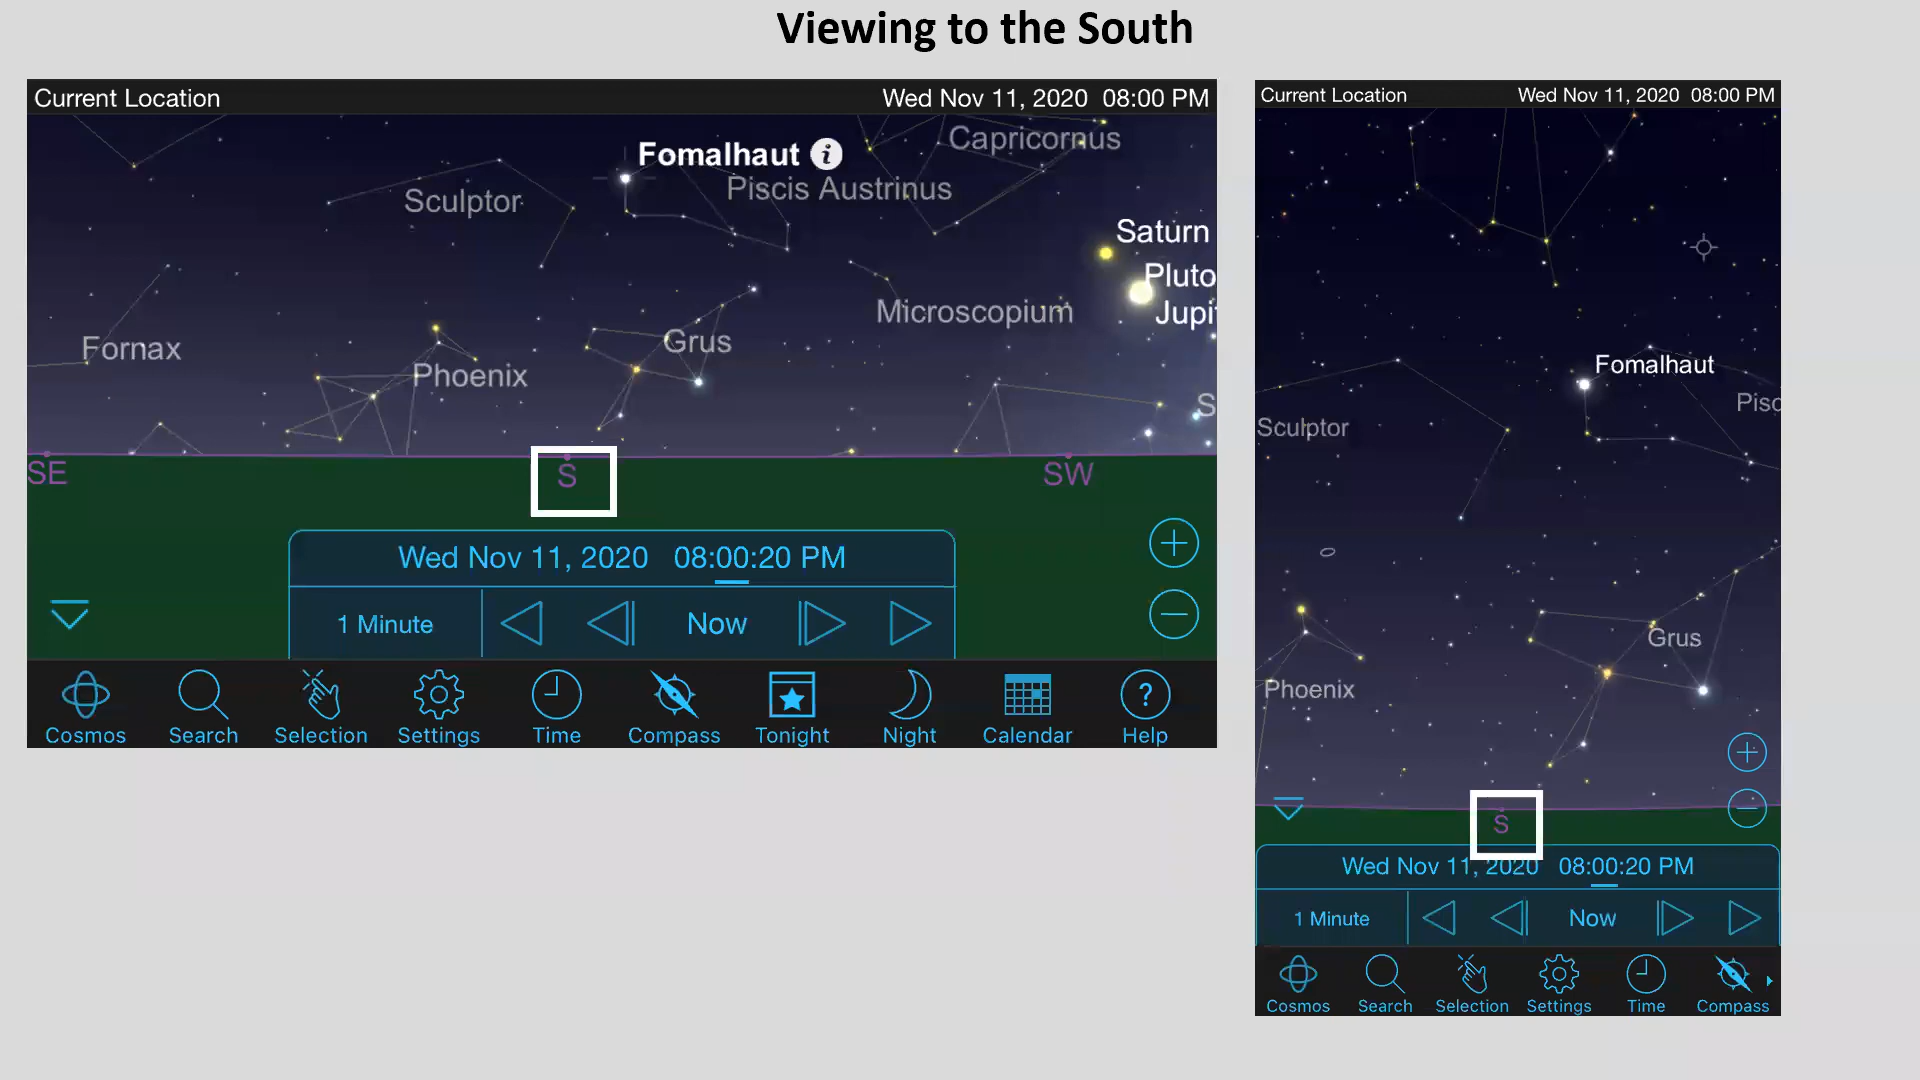 Viewing to the South
Current Location Wed Nov 11, 2020 08:00 PM
Capricornus
Fomalhaut i
Piscis Austrinus
Sculptor
Saturn
Pluto
Microscopium
Jupi
Grus
Fornax
Phoenix
S
SE S SW
Wed Nov 11, 2020 08:00:20 PM
1 Minute Now
Cosmos Search Selection Settings Time Compass Tonight Night Calendar Help
Current Location Wed Nov 11, 2020 08:00 PM
Fomalhaut
Pisc
Sculptor
Grus
Phoenix
S
Wed Nov 11, 2020 08:00:20 PM
1 Minute Now
Cosmos Search Selection Settings Time Compass